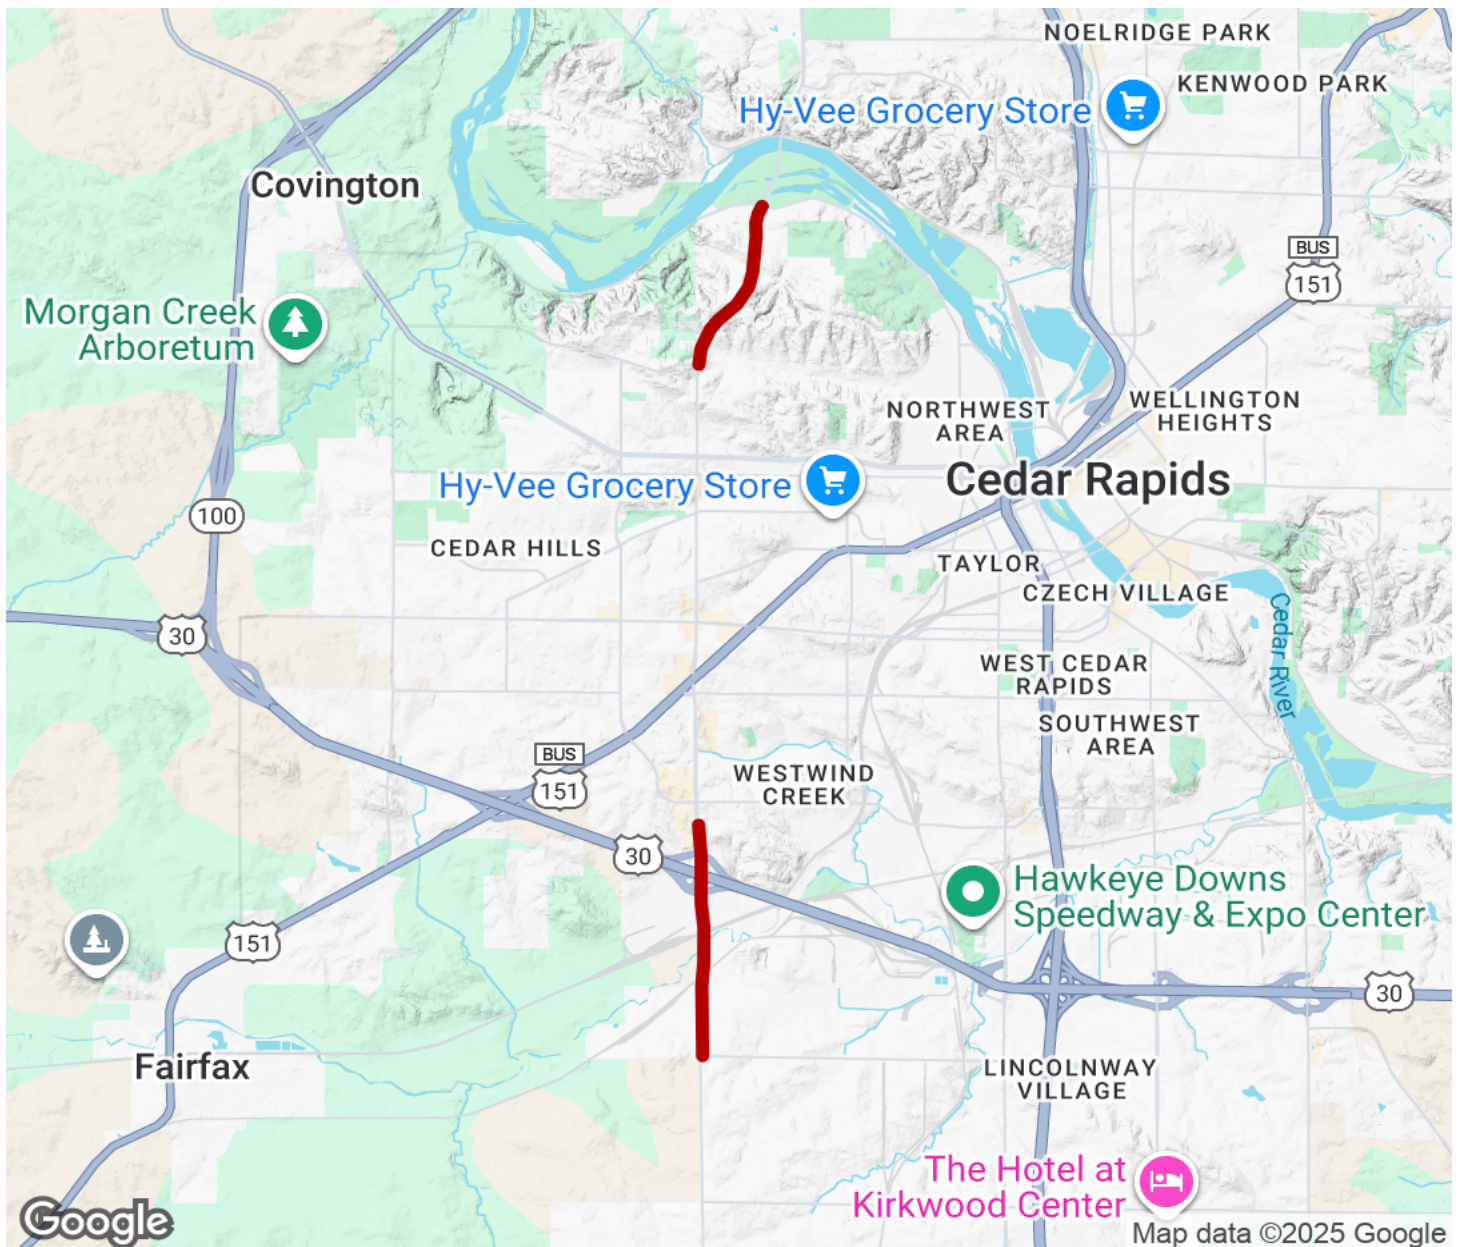 NOELRIDGE PARK
KENWOOD PARK
Hy-Vee Grocery Store
Covington
BUS
151
Morgan Creek
Arboretum
WELLINGTON
HEIGHTS
NORTHWEST
AREA
Cedar Rapids
Hy-Vee Grocery Store
100
CEDAR HILLS
TAYLOR
CZECH VILLAGE
Cedar River
30
WEST CEDAR
RAPIDS
SOUTHWEST
AREA
BUS
151
WESTWIND
CREEK
30
Hawkeye Downs
Speedway & Expo Center
151
30
Fairfax
LINCOLNWAY
VILLAGE
The Hotel at
Kirkwood Center
Google
Map data ©2025 Google